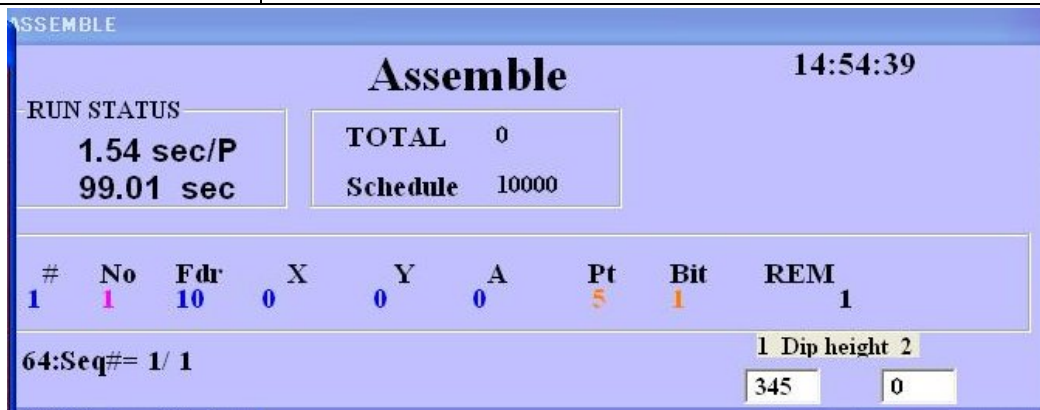 ASSEMBLE
Assemble
14:54:39
RUN STATUS
1.54 sec/P
99.01 sec
TOTAL 0
Schedule 10000
# No Fdr X Y A Pt Bit REM
1 1 10 0 0 0 5 1 1
64:Seq#= 1/ 1
1 Dip height 2
345 0